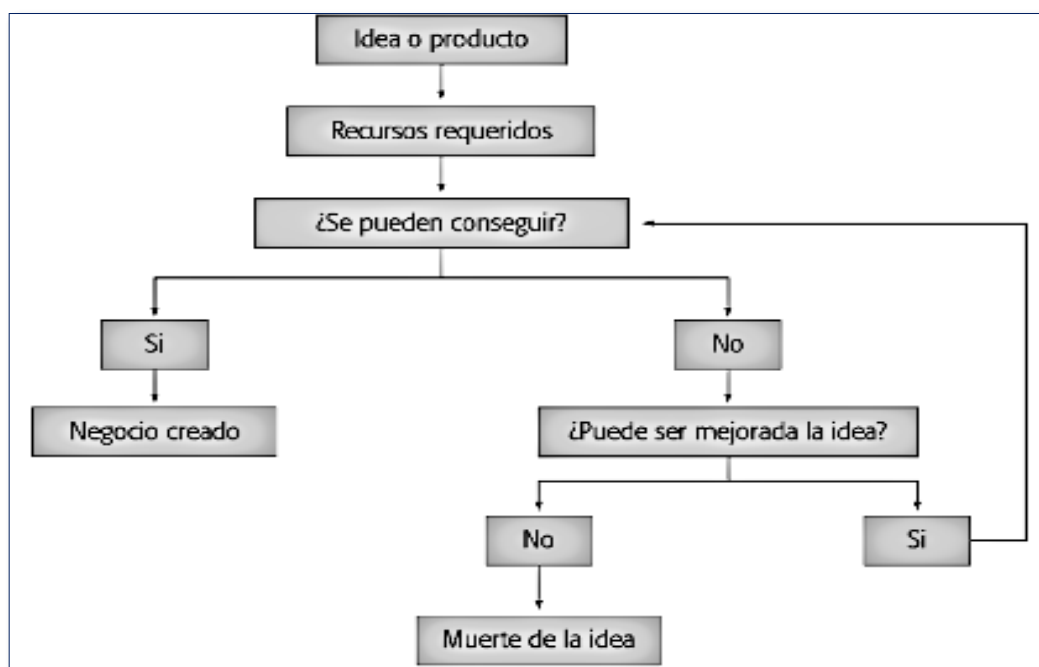 Idea o producto
Recursos requeridos
¿Se pueden conseguir?
Si
No
Negocio creado
¿Puede ser mejorada la idea?
No
Si
Muerte de la idea